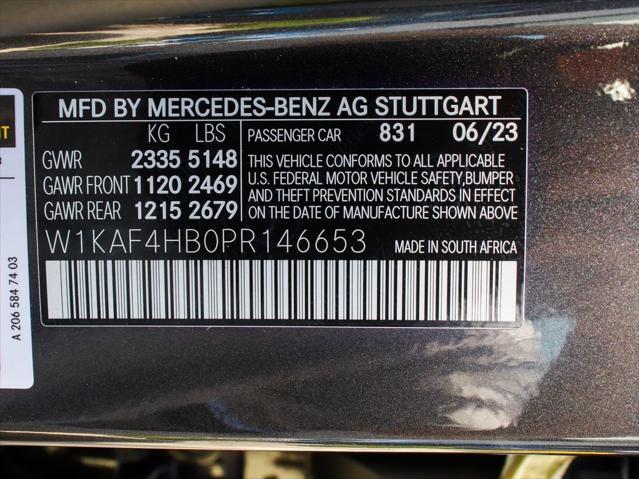 MFD BY MERCEDES-BENZ AG STUTTGART
KG LBS
GVWR 2335 5148
GAWR FRONT 1120 2469
GAWR REAR 1215 2679
PASSENGER CAR 831 06/23
THIS VEHICLE CONFORMS TO ALL APPLICABLE
U.S. FEDERAL MOTOR VEHICLE SAFETY,BUMPER
AND THEFT PREVENTION STANDARDS IN EFFECT
ON THE DATE OF MANUFACTURE SHOWN ABOVE
W1KAF4HB0PR146653
MADE IN SOUTH AFRICA
A 206 584 74 03